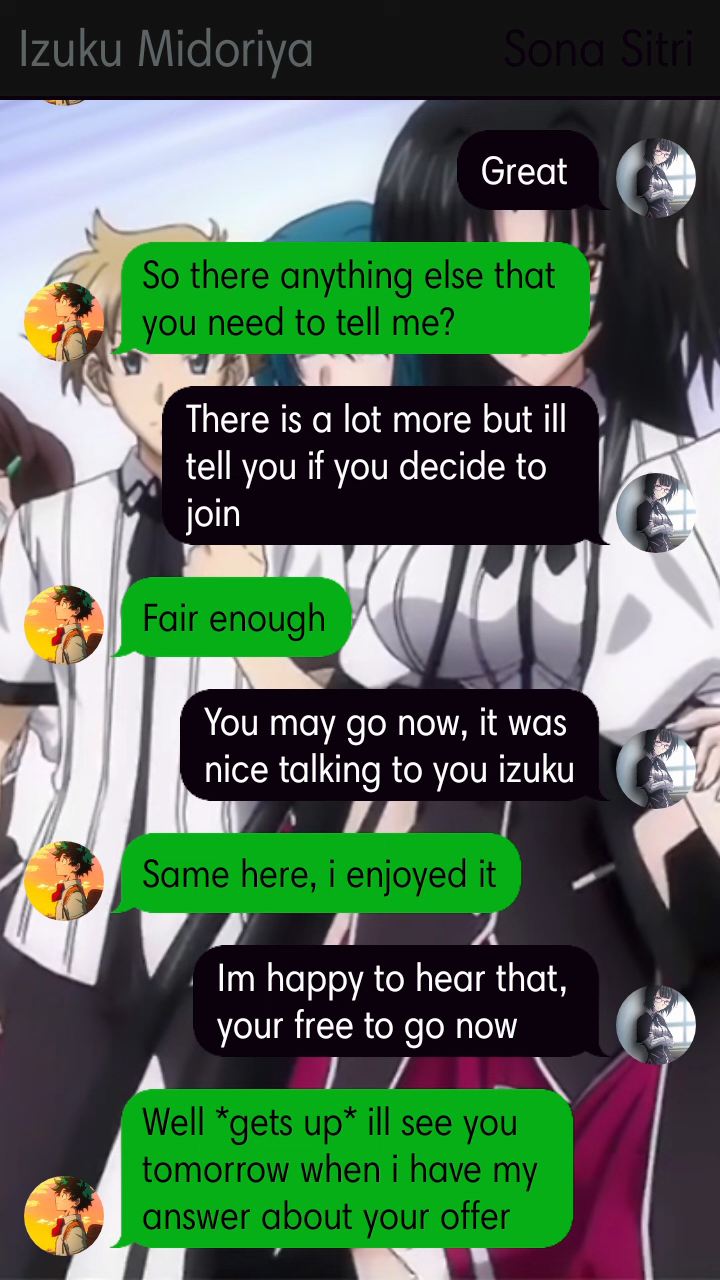 Izuku Midoriya Sona Sitri
Great
So there anything else that
you need to tell me?
There is a lot more but ill
tell you if you decide to
join
Fair enough
You may go now, it was
nice talking to you izuku
Same here, i enjoyed it
Im happy to hear that,
your free to go now
Well *gets up* ill see you
tomorrow when i have my
answer about your offer